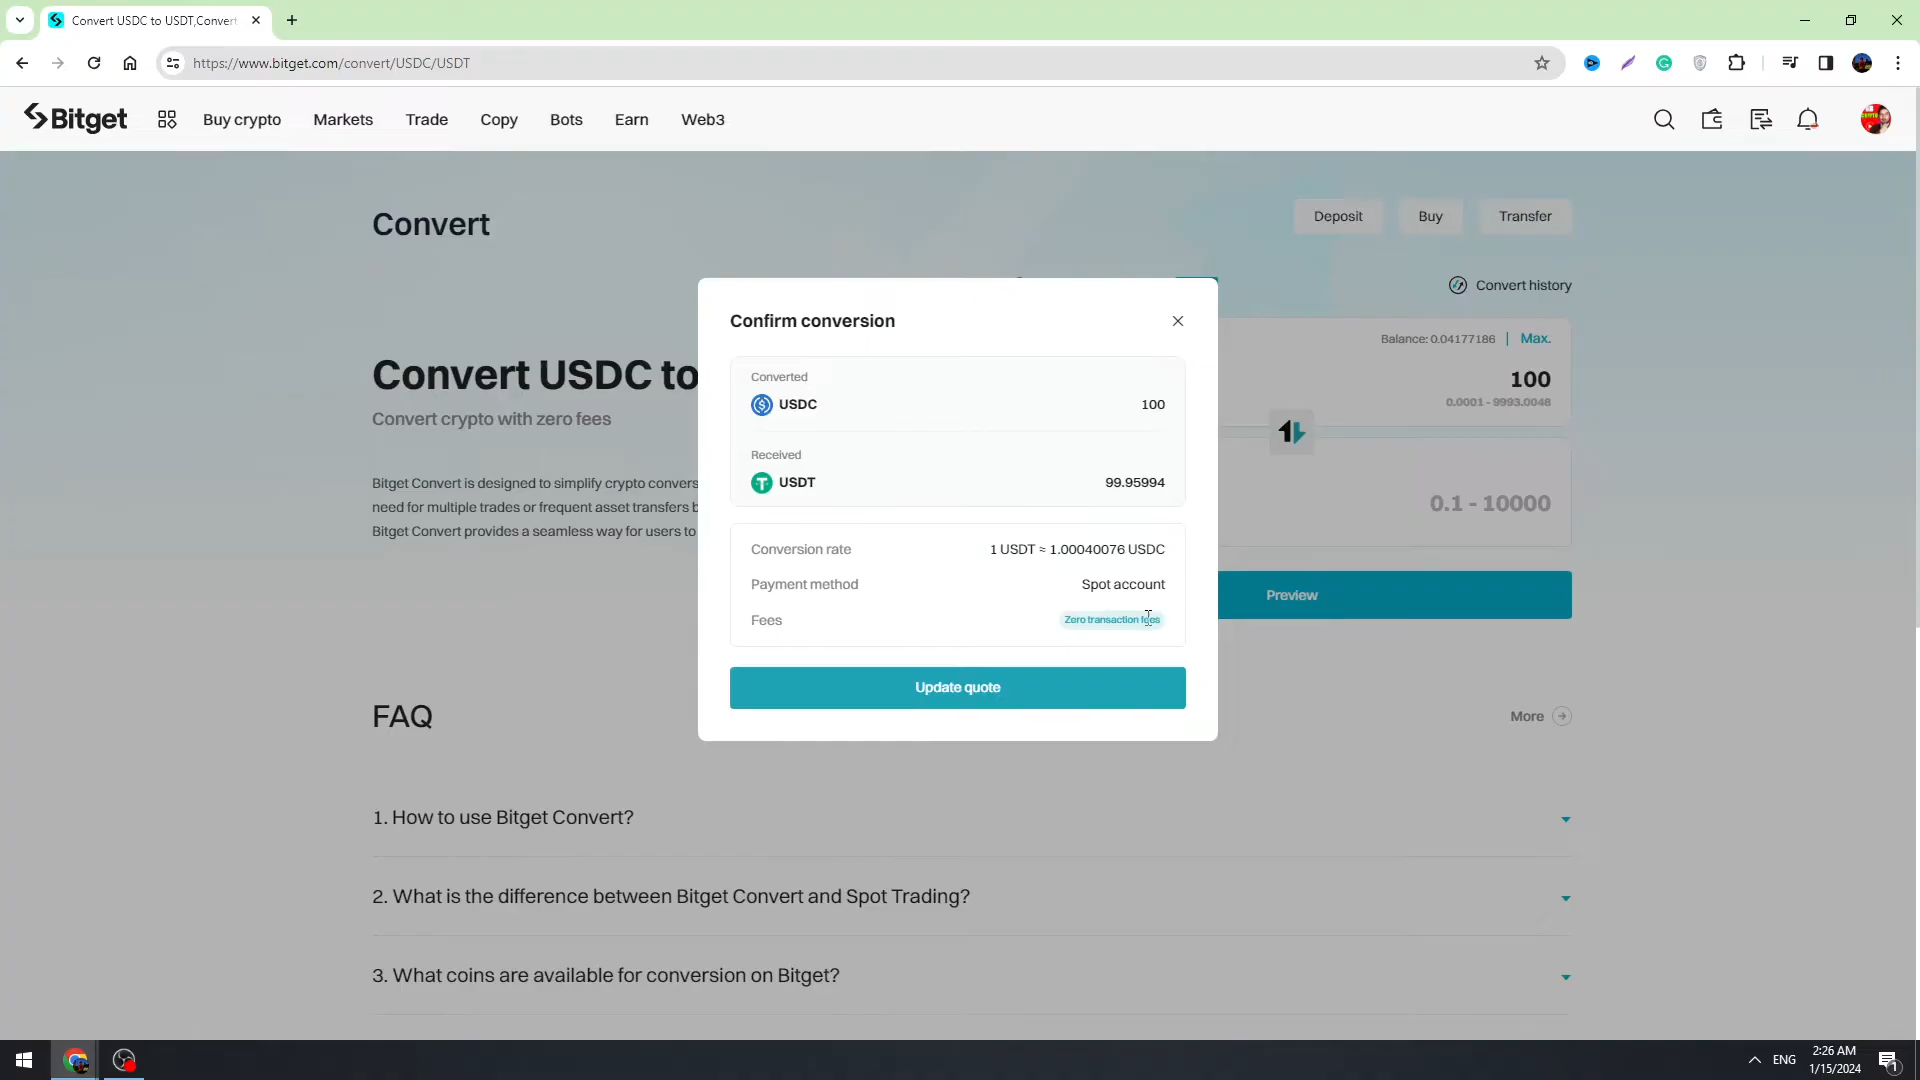 Convert USDC to USDT,Convert
https://www.bitget.com/convert/USDC/USDT
Bitget
Buy crypto
Markets
Trade
Copy
Bots
Earn
Web3
Convert
Deposit
Buy
Transfer
Convert history
Confirm conversion
Balance: 0.04177186 | Max.
Convert USDC to
Converted
USDC
100
100
0.0001 - 9993.0048
Convert crypto with zero fees
Received
USDT
99.95994
Bitget Convert is designed to simplify crypto convers
need for multiple trades or frequent asset transfers b
Bitget Convert provides a seamless way for users to
0.1 - 10000
Conversion rate
1 USDT ≈ 1.00040076 USDC
Payment method
Spot account
Fees
Zero transaction fees
Preview
Update quote
FAQ
More
1. How to use Bitget Convert?
2. What is the difference between Bitget Convert and Spot Trading?
3. What coins are available for conversion on Bitget?
ENG
2:26 AM
1/15/2024
1